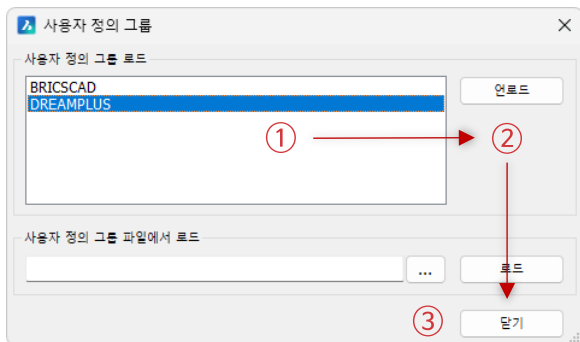 사용자 정의 그룹
사용자 정의 그룹 로드
BRICSCAD
언로드
DREAMPLUS
① ②
사용자 정의 그룹 파일에서 로드
... 로드
③ 닫기